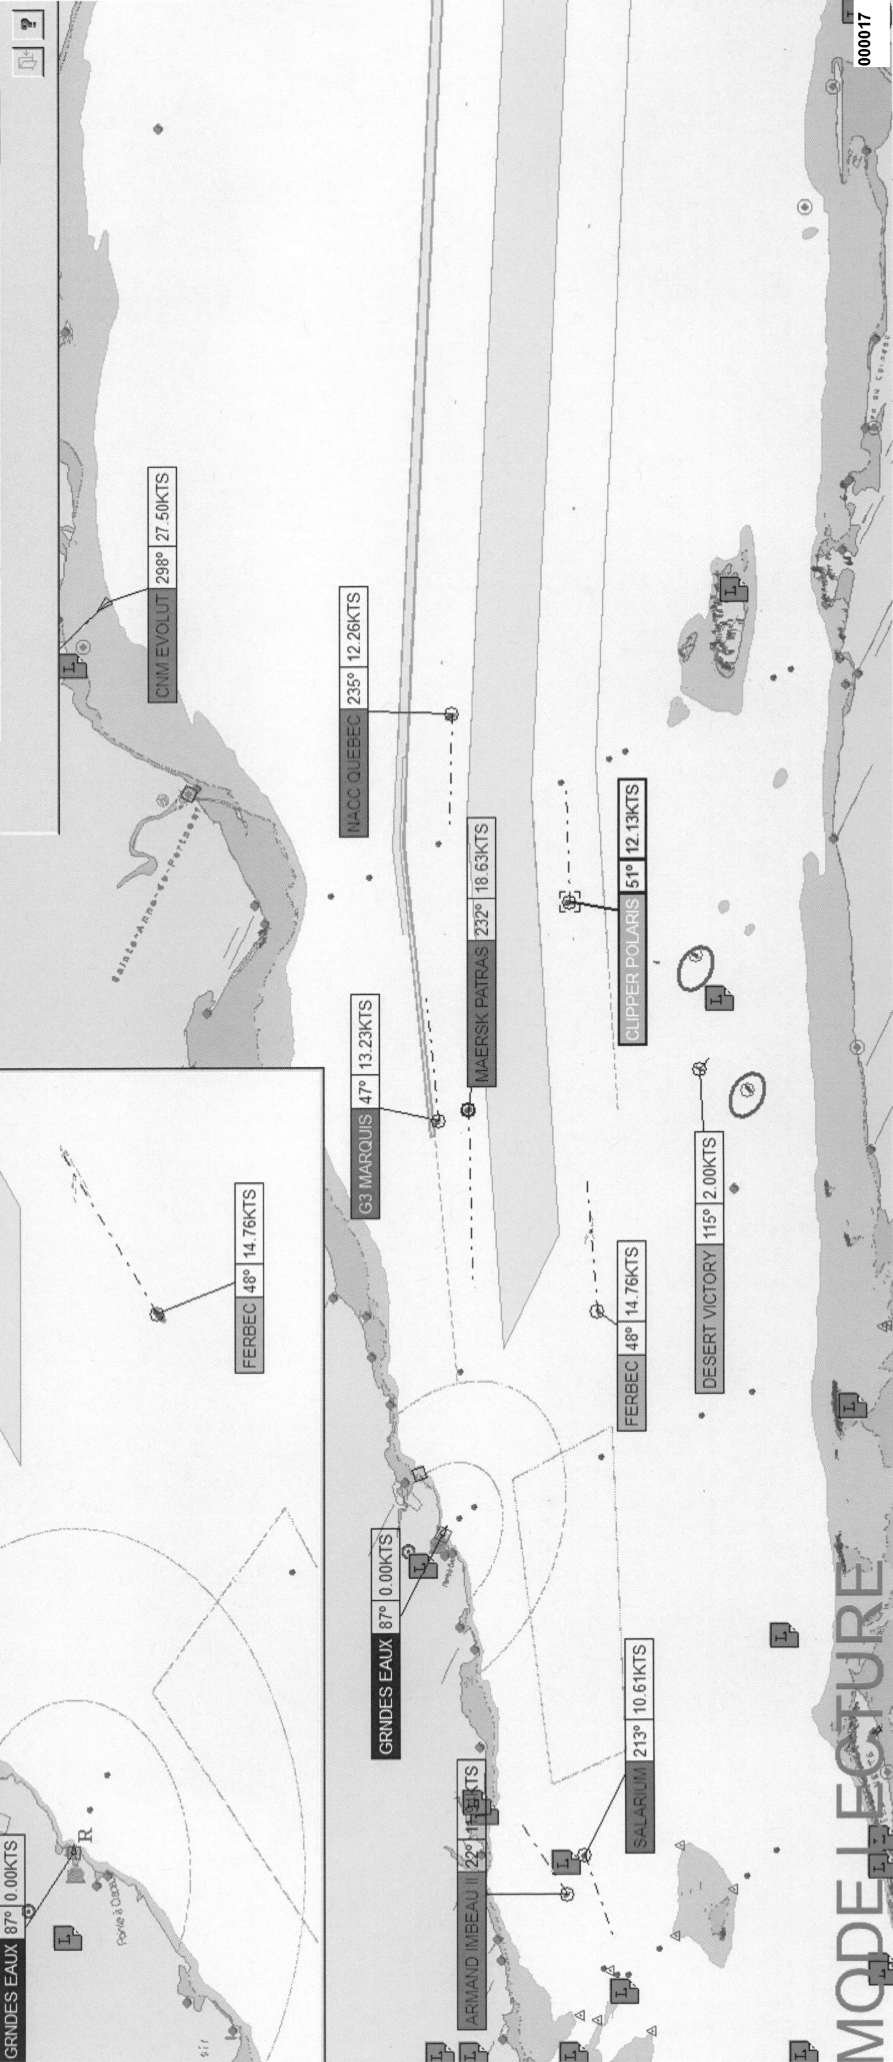 000017
?
CNM EVOLUT 298° 27.50KTS
Sainte-Anne-de-Portneuf
NACC QUEBEC 235° 12.26KTS
MAERSK PATRAS 232° 18.63KTS
CLIPPER POLARIS 51° 12.13KTS
G3 MARQUIS 47° 13.23KTS
FERBEC 48° 14.76KTS
FERBEC 48° 14.76KTS
DESERT VICTORY 115° 2.00KTS
GRNDES EAUX 87° 0.00KTS
GRNDES EAUX 87° 0.00KTS
R
SALARIUM 213° 10.61KTS
ARMAND IMBEAU II 22° KTS
L
L
L
L
L
L
L
L
L
L
L
L
MODE LECTURE